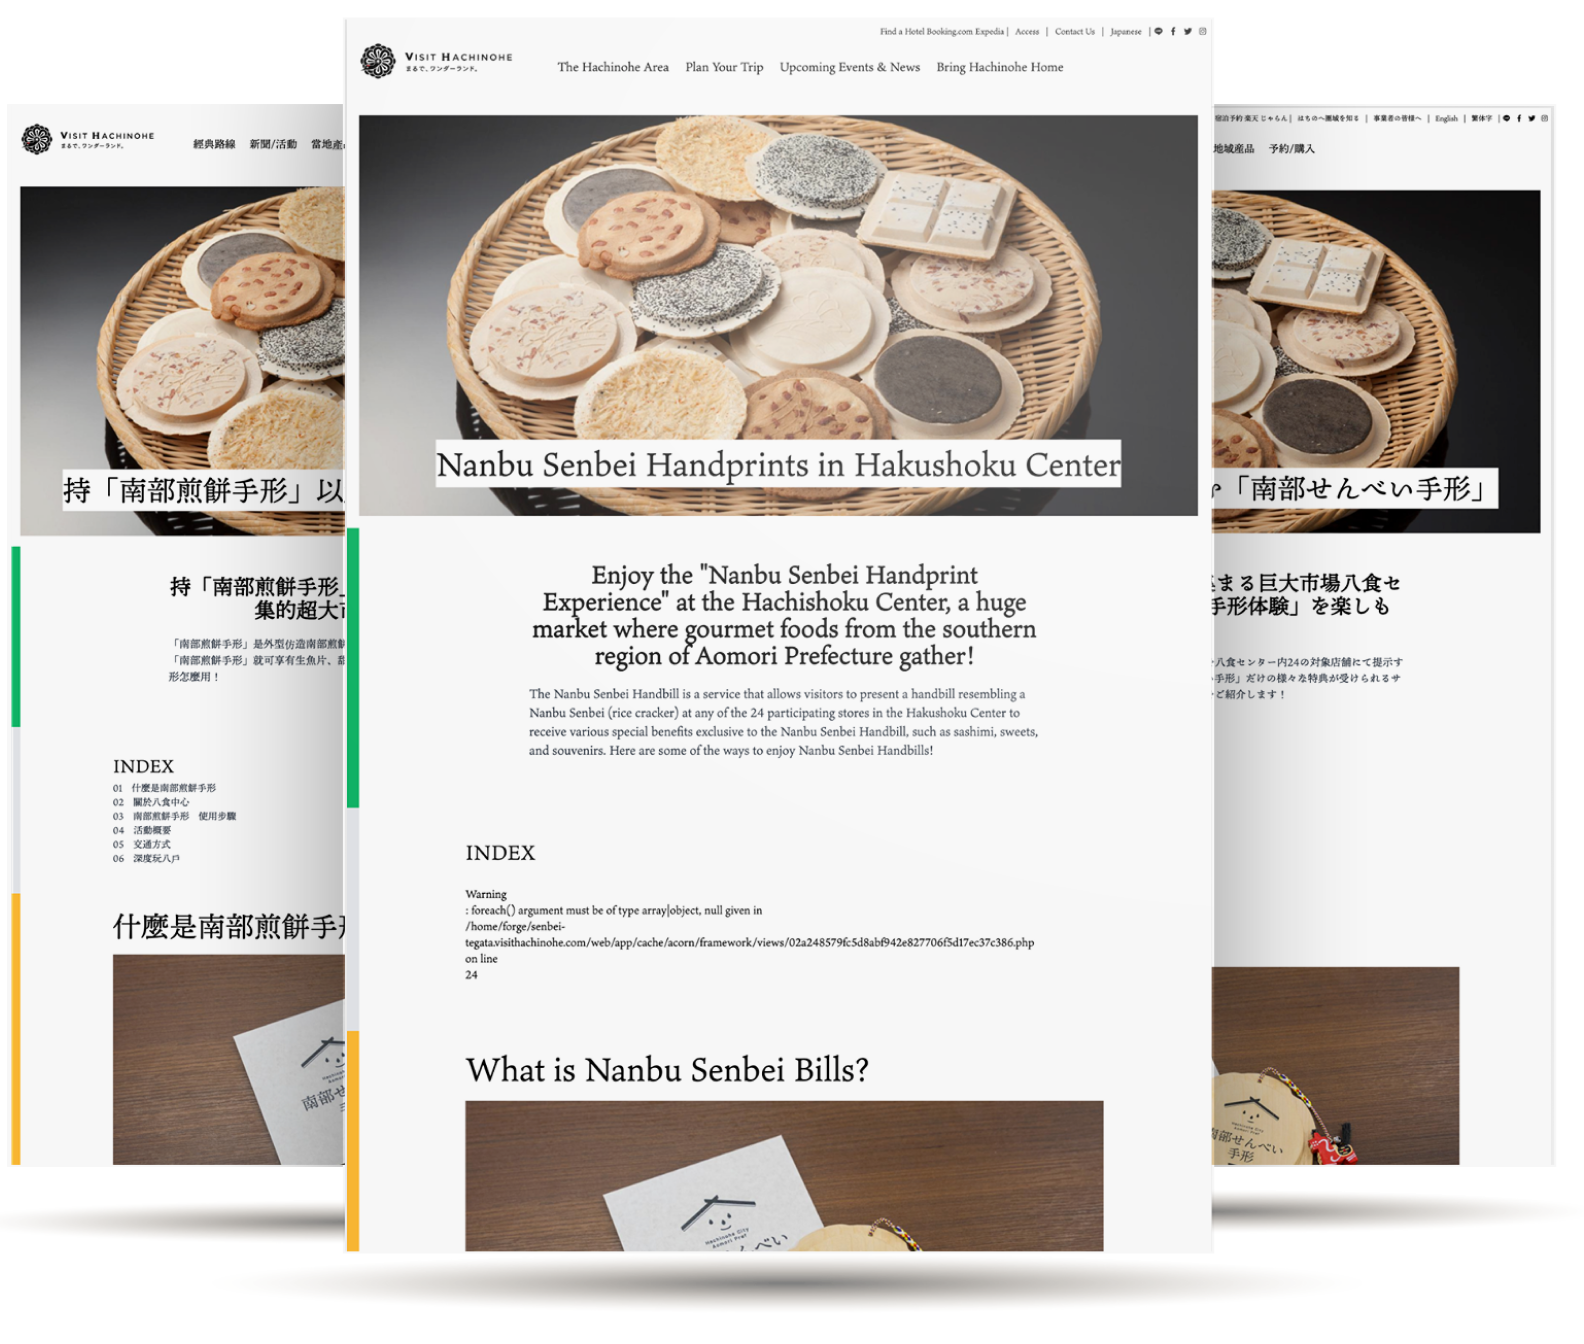 VISIT HACHINOHE
まるで、ワンダーランド。
經典路線 新聞/活動 當地產
持「南部煎餅手形」以
持「南部煎餅手形」
集的超大
「南部煎餅手形」是外型仿造南部煎餅
「南部煎餅手形」就可享有生魚片、
形怎麼用！
INDEX
01 什麼是南部煎餅手形
02 關於八食中心
03 南部煎餅手形 使用步驟
04 活動概要
05 交通方式
06 深度玩八戶
什麼是南部煎餅手形
南部せ
Find a Hotel Booking.com Expedia | Access | Contact Us | Japanese |
VISIT HACHINOHE
まるで、ワンダーランド。
The Hachinohe Area Plan Your Trip Upcoming Events & News Bring Hachinohe Home
Nanbu Senbei Handprints in Hakushoku Center
Enjoy the "Nanbu Senbei Handprint
Experience" at the Hachishoku Center, a huge
market where gourmet foods from the southern
region of Aomori Prefecture gather!
The Nanbu Senbei Handbill is a service that allows visitors to present a handbill resembling a
Nanbu Senbei (rice cracker) at any of the 24 participating stores in the Hakushoku Center to
receive various special benefits exclusive to the Nanbu Senbei Handbill, such as sashimi, sweets,
and souvenirs. Here are some of the ways to enjoy Nanbu Senbei Handbills!
INDEX
Warning
: foreach() argument must be of type array|object, null given in
/home/forge/senbei-
tegata.visithachinohe.com/web/app/cache/acorn/framework/views/02a248579fc5d8abf942e827706f5d17ec37c386.php
on line
24
What is Nanbu Senbei Bills?
Hachinohe City
Aomori Pref
せんべい
宿泊予約 楽天 じゃらん | はちのへ圏域を知る | 事業者の皆様へ | English | 繁体字 |
地域産品 予約/購入
「南部せんべい手形」
まる巨大市場八食セ
手形体験」を楽しも
八食センター内24の対象店舗にて提示す
手形」だけの様々な特典が受けられるサ
ご紹介します！
Hachinohe City
Aomori Pref
南部せんべい
手形